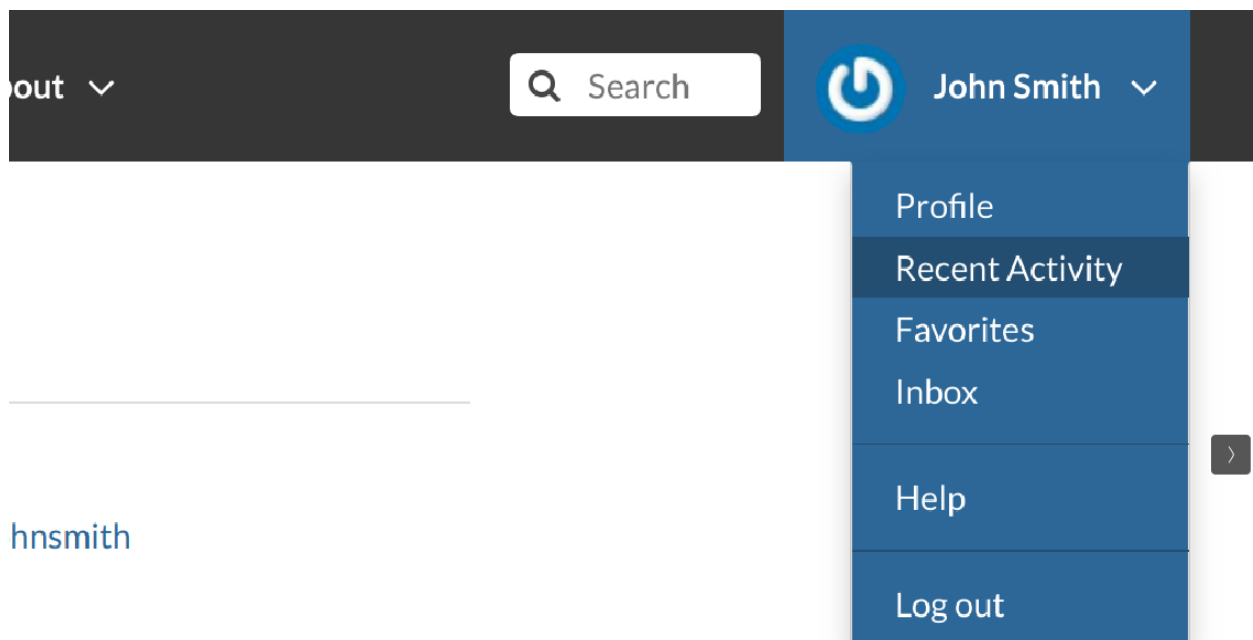 out
Search
John Smith
Profile
Recent Activity
Favorites
Inbox
Help
hnsmith
Log out